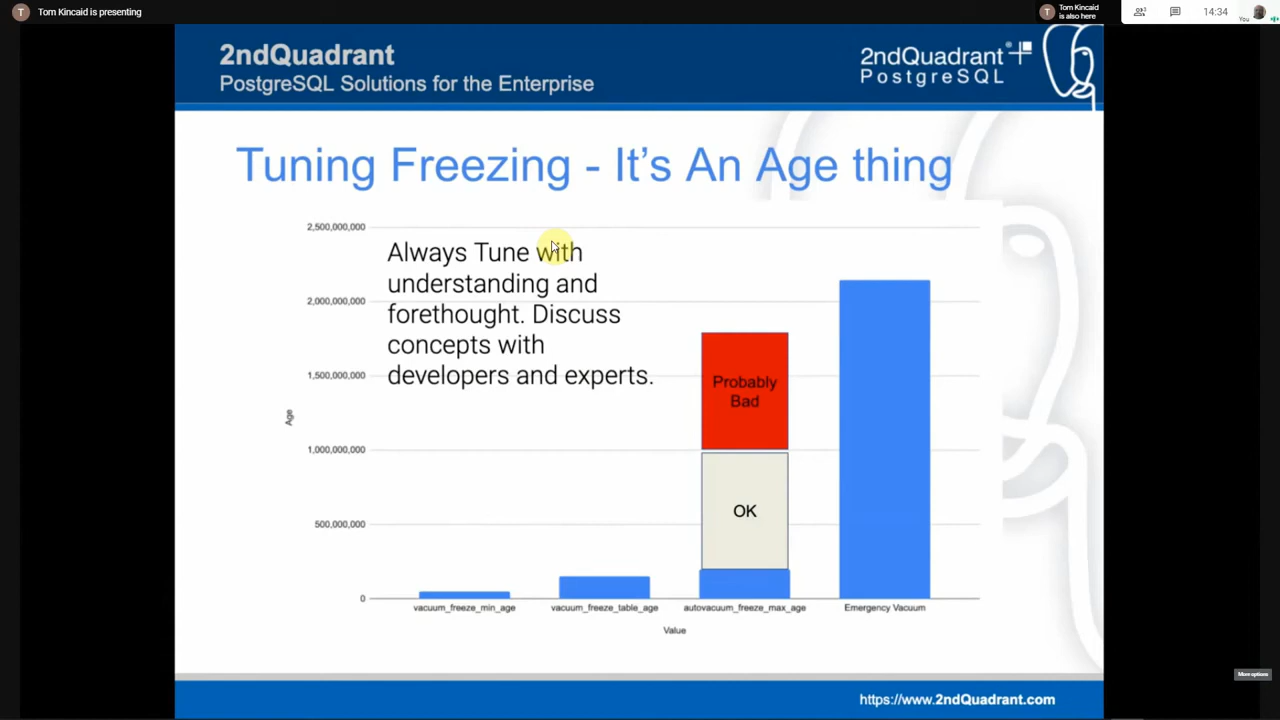 T Tom Kincaid is presenting
T Tom Kincaid
is also here
3
14:34
You
2ndQuadrant
PostgreSQL Solutions for the Enterprise
2ndQuadrant®
PostgreSQL
Tuning Freezing - It's An Age thing
Always Tune with
understanding and
forethought. Discuss
concepts with
developers and experts.
2,500,000,000
2,000,000,000
1,500,000,000
1,000,000,000
500,000,000
0
Age
Probably
Bad
OK
vacuum_freeze_min_age
vacuum_freeze_table_age
autovacuum_freeze_max_age
Emergency Vacuum
Value
More options
https://www.2ndQuadrant.com